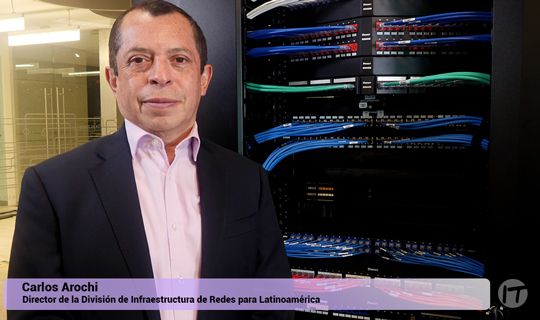 Carlos Arochi
Director de la División de Infraestructura de Redes para Latinoamérica
IT